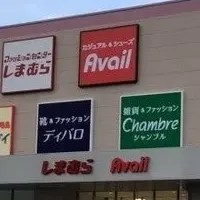 ファッションセンター
しまむら
カジュアル & シューズ
Avail
靴 & ファッション
ディバロ
雑貨 & ファッション
Chambre
シャンブル
しまむら
Avail